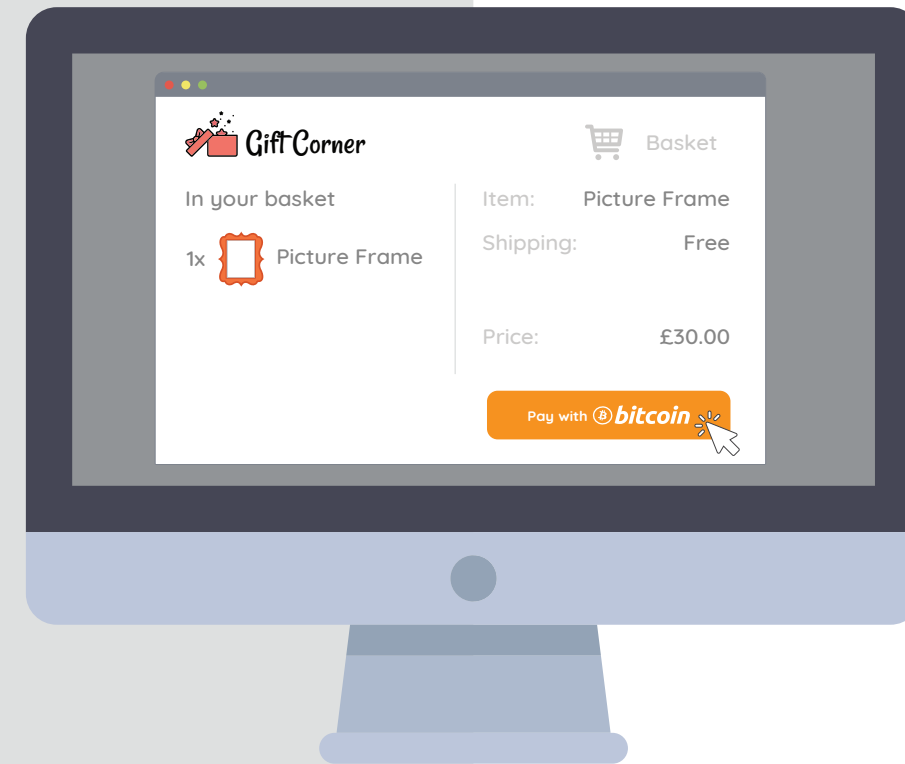 Gift Corner
Basket
In your basket
1x Picture Frame
Item: Picture Frame
Shipping: Free
Price: £30.00
Pay with bitcoin